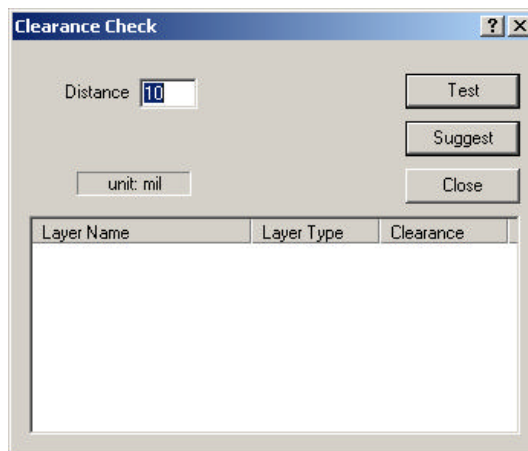 Clearance Check
Distance 10
Test
Suggest
unit: mil
Close
Layer Name Layer Type Clearance